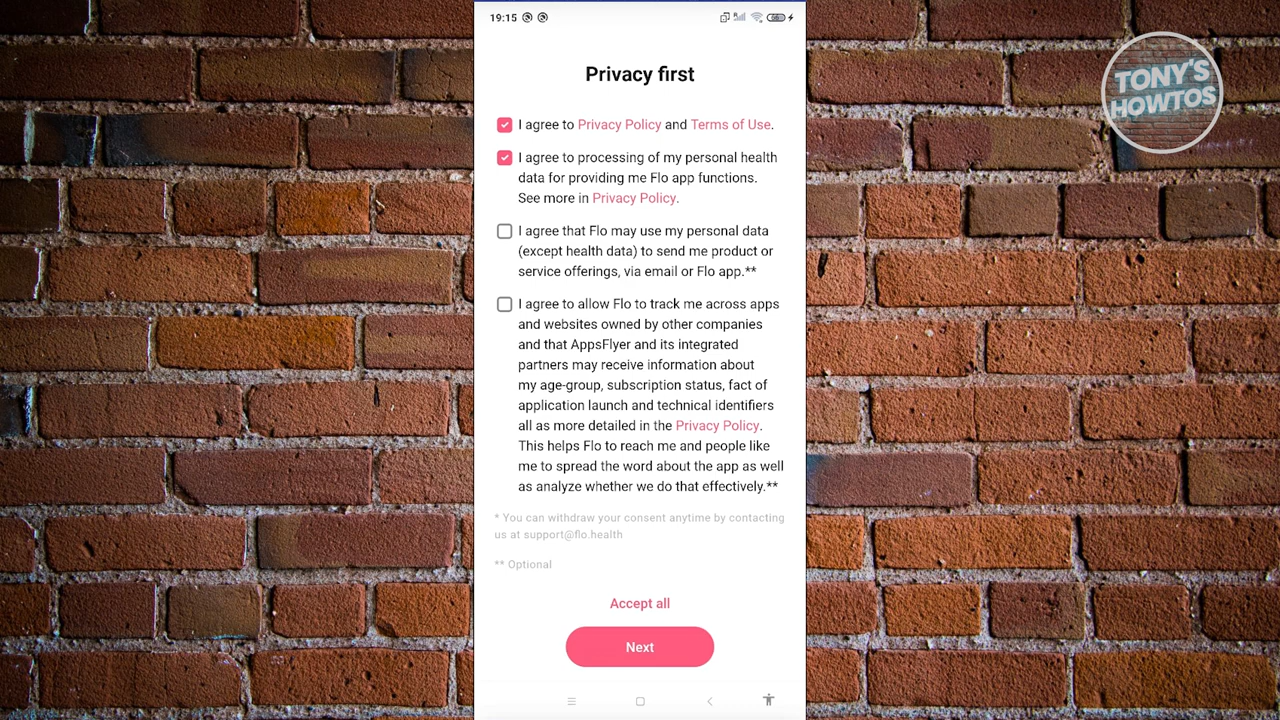 19:15
TONY'S
HOWTOS
Privacy first
I agree to Privacy Policy and Terms of Use.
I agree to processing of my personal health
data for providing me Flo app functions.
See more in Privacy Policy.
I agree that Flo may use my personal data
(except health data) to send me product or
service offerings, via email or Flo app.**
I agree to allow Flo to track me across apps
and websites owned by other companies
and that AppsFlyer and its integrated
partners may receive information about
my age-group, subscription status, fact of
application launch and technical identifiers
all as more detailed in the Privacy Policy.
This helps Flo to reach me and people like
me to spread the word about the app as well
as analyze whether we do that effectively.**
* You can withdraw your consent anytime by contacting
us at support@flo.health
** Optional
Accept all
Next